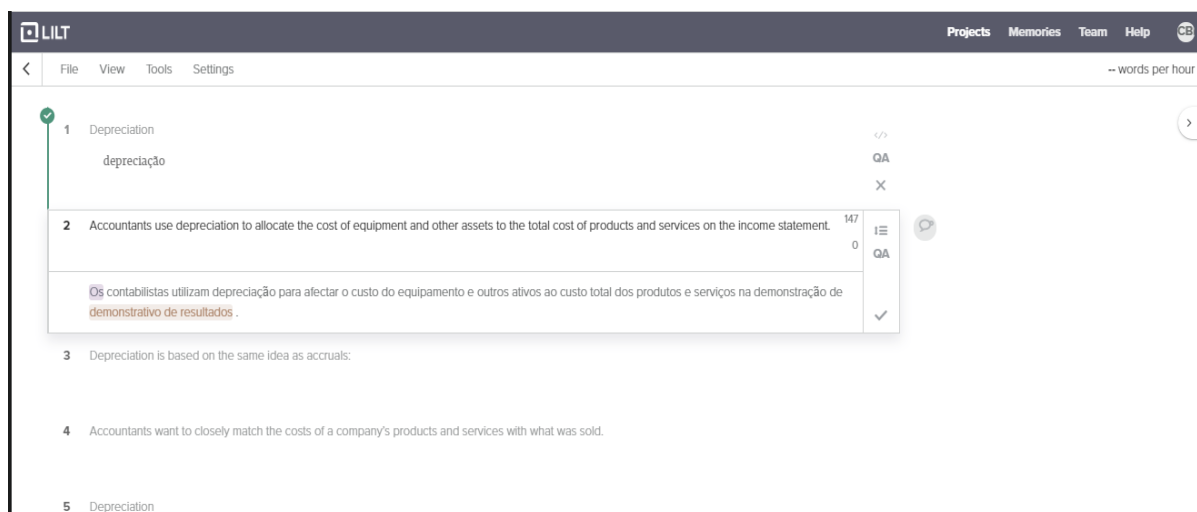 LILT
Projects Memories Team Help CB
File View Tools Settings -- words per hour
1 Depreciation
depreciação
</>
QA
2 Accountants use depreciation to allocate the cost of equipment and other assets to the total cost of products and services on the income statement. 147
0
QA
Os contabilistas utilizam depreciação para afectar o custo do equipamento e outros ativos ao custo total dos produtos e serviços na demonstração de
demonstrativo de resultados .
3 Depreciation is based on the same idea as accruals:
4 Accountants want to closely match the costs of a company's products and services with what was sold.
5 Depreciation